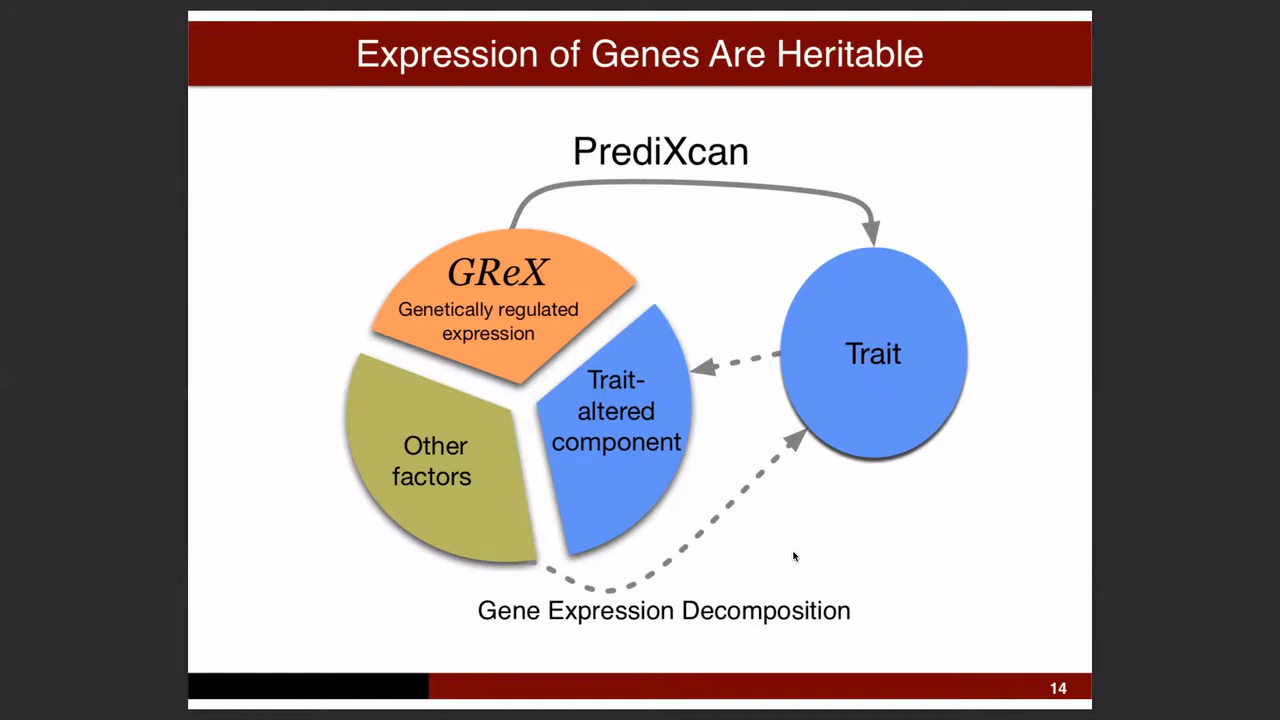 Expression of Genes Are Heritable
PrediXcan
GReX
Genetically regulated
expression
Trait-
altered
component
Trait
Other
factors
Gene Expression Decomposition
14